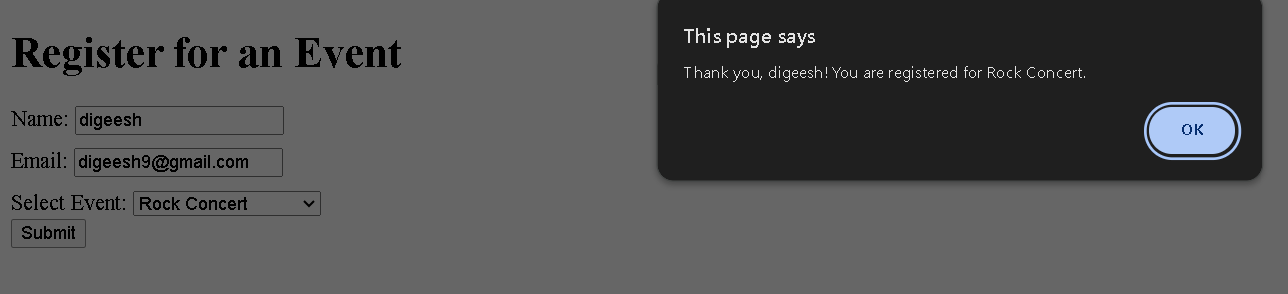 Register for an Event
Name: digeesh
Email: digeesh9@gmail.com
Select Event: Rock Concert
Submit
This page says
Thank you, digeesh! You are registered for Rock Concert.
OK